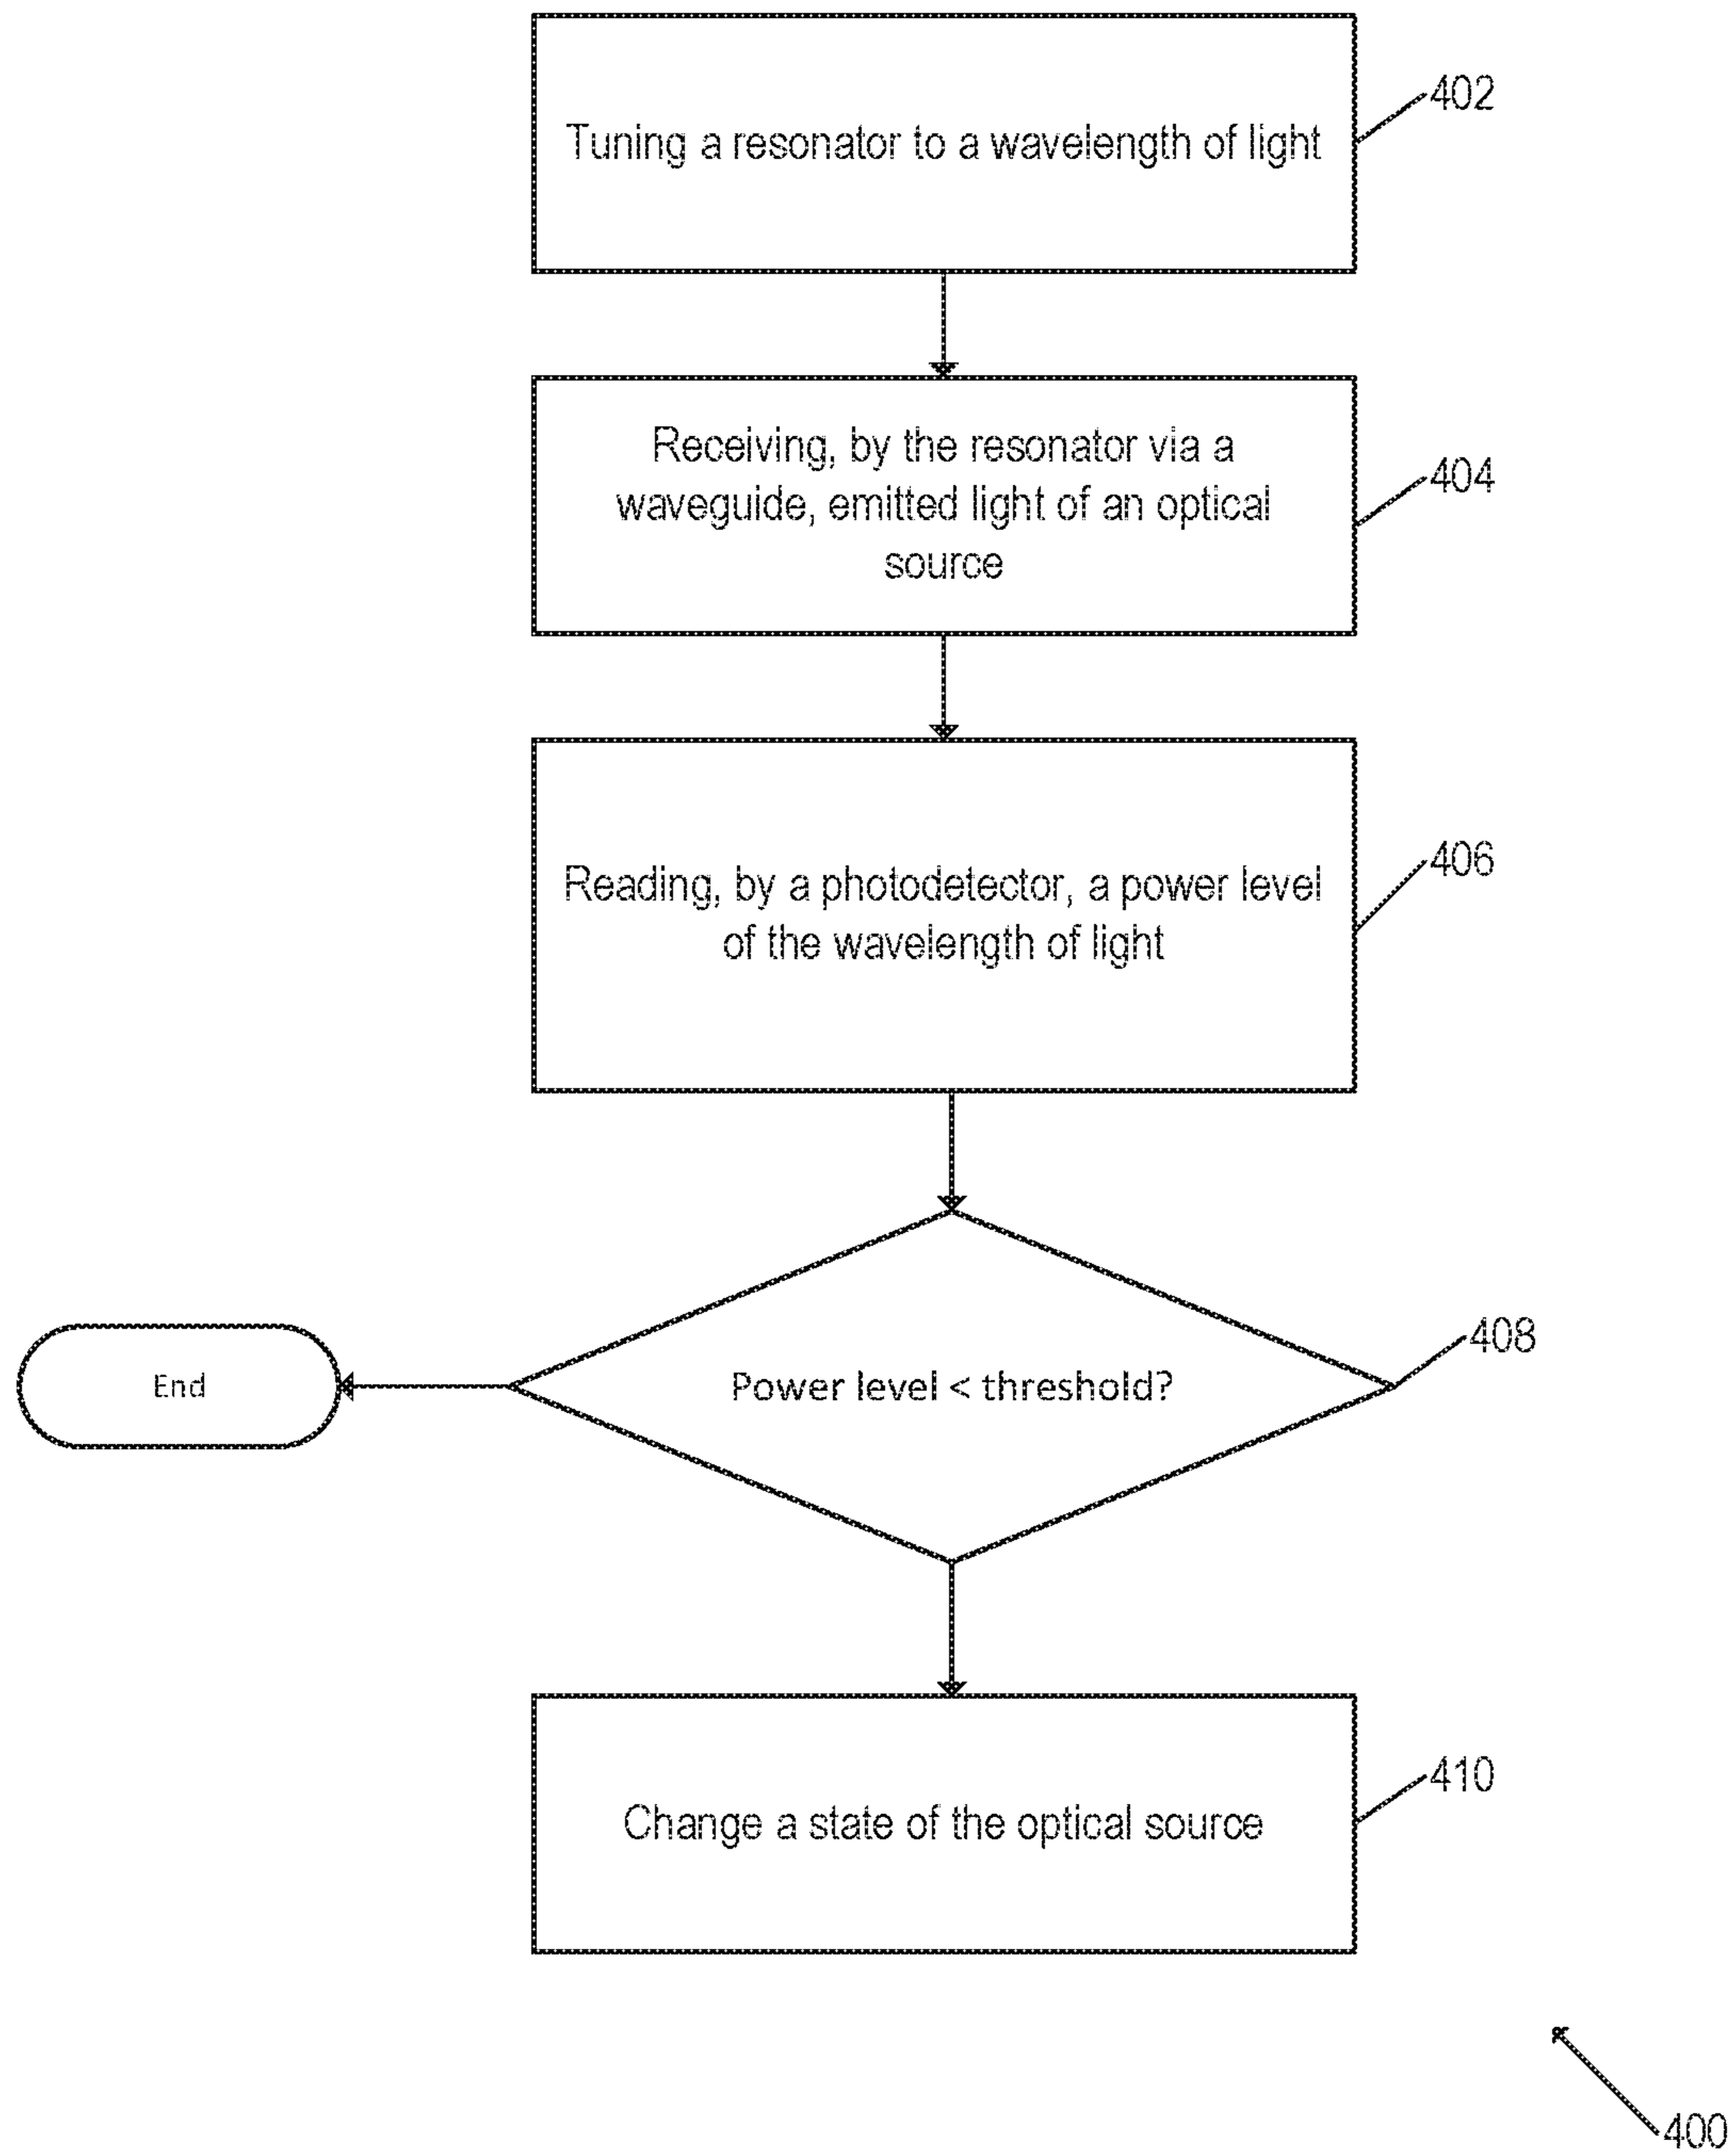 Tuning a resonator to a wavelength of light
402
Receiving, by the resonator via a
waveguide, emitted light of an optical
source
404
Reading, by a photodetector, a power level
of the wavelength of light
406
Power level < threshold?
408
End
Change a state of the optical source
410
400